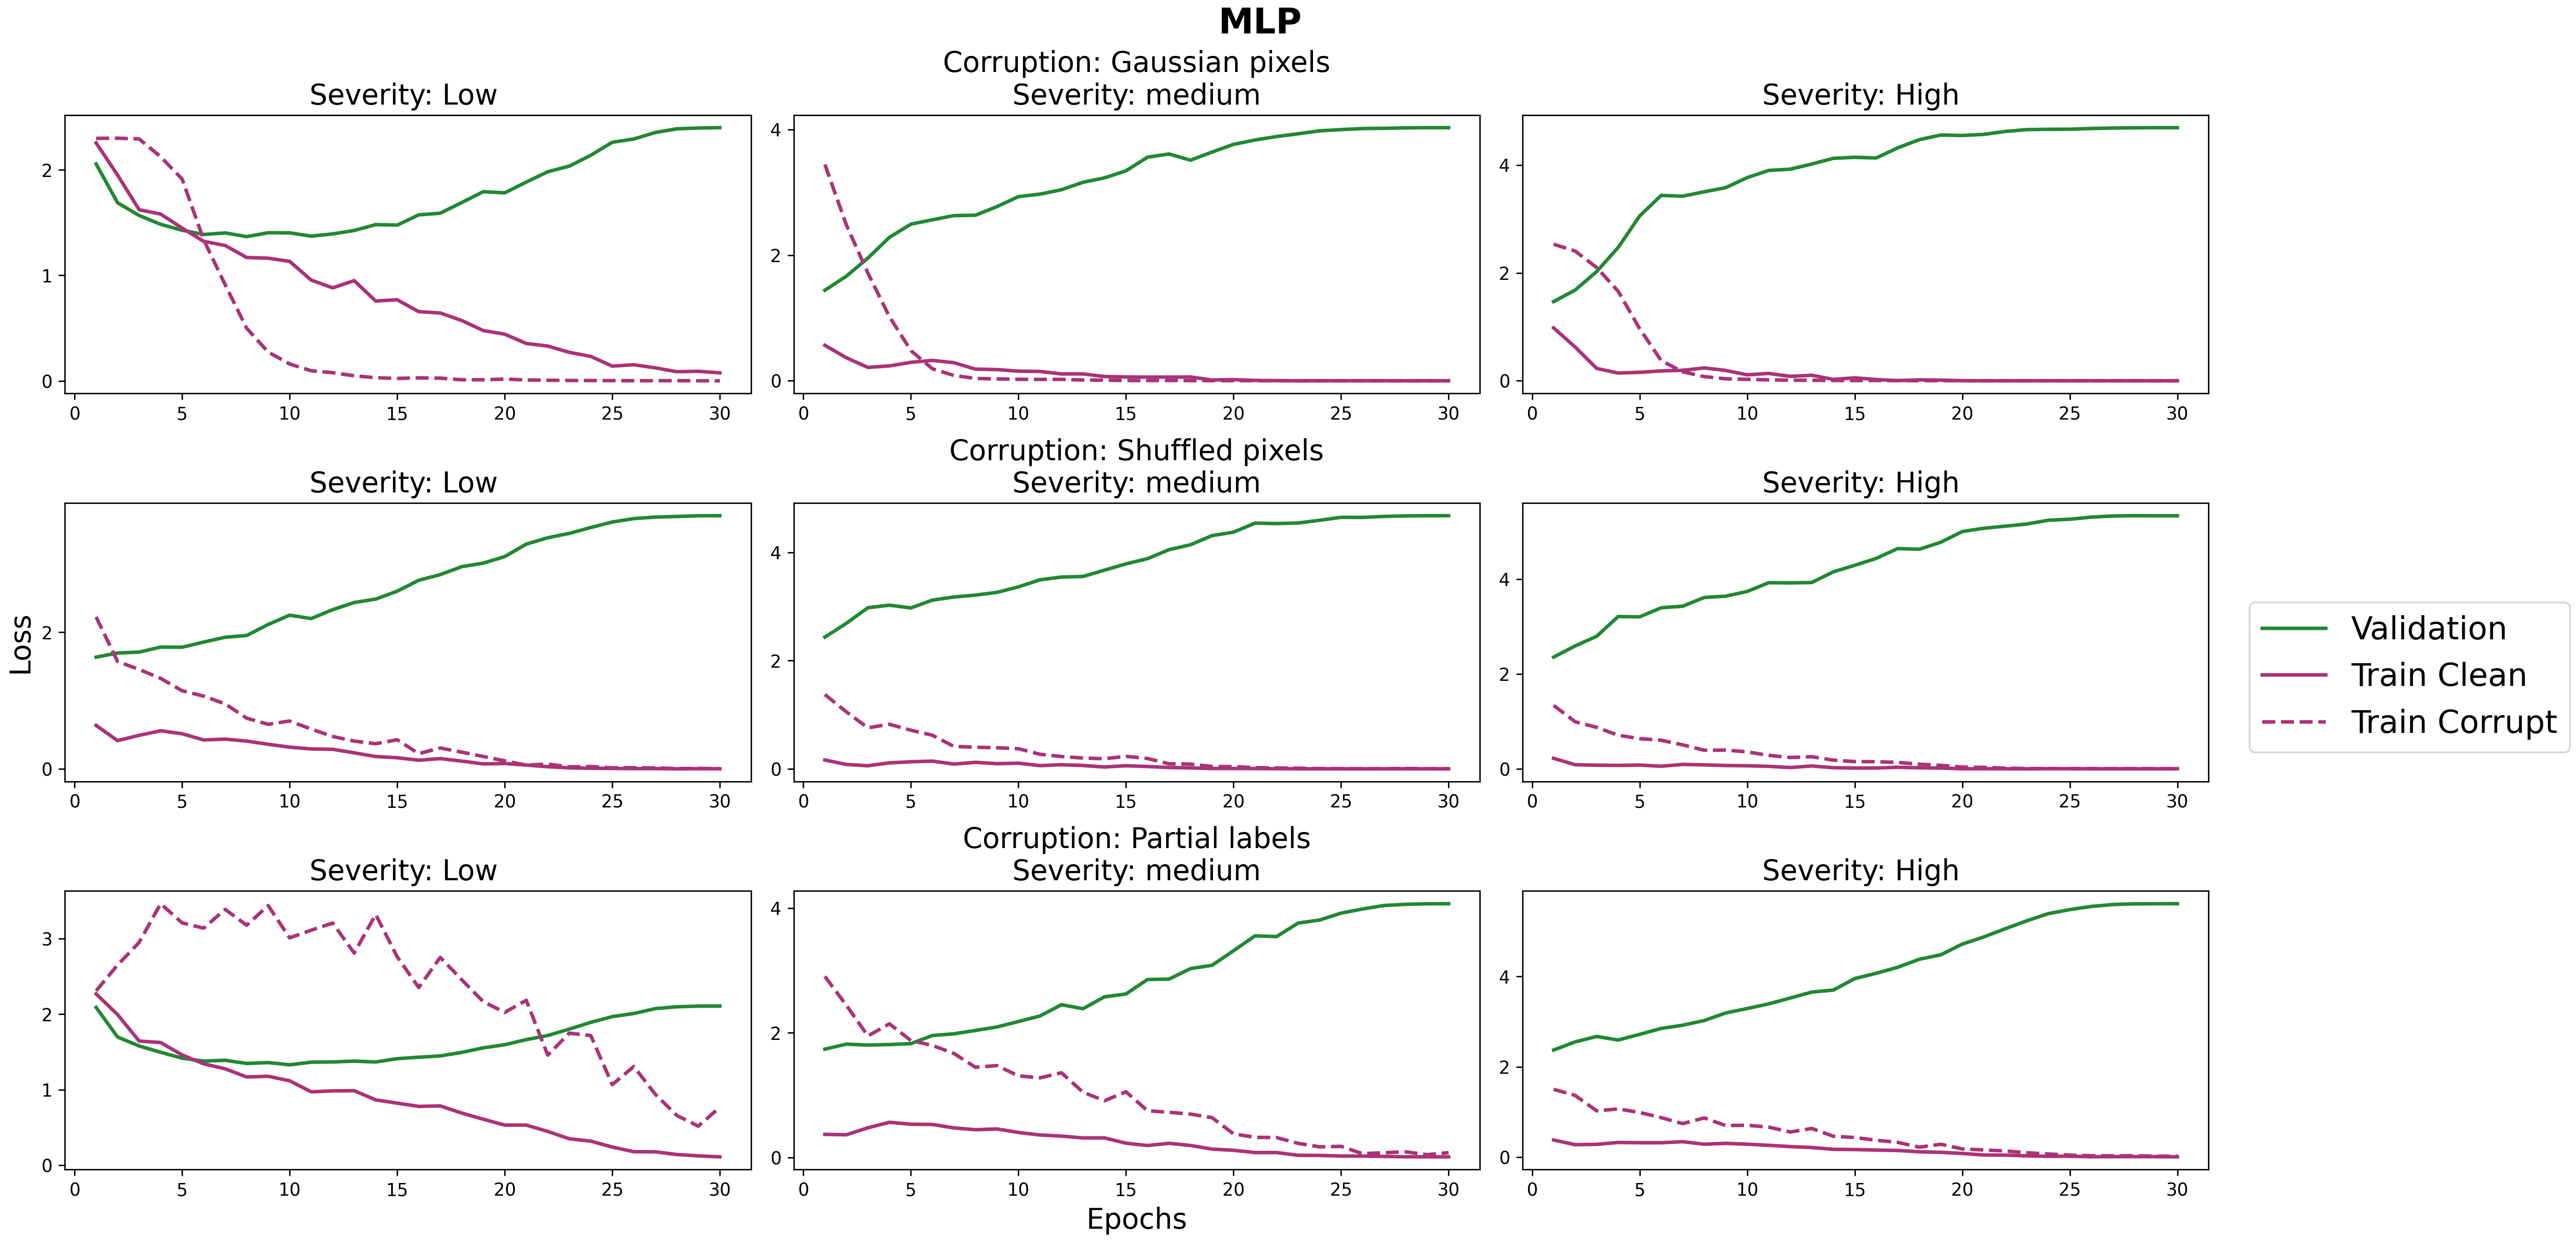 MLP
Corruption: Gaussian pixels
Severity: Low
Severity: medium
Severity: High
2
1
0
0 5 10 15 20 25 30
4
2
0
0 5 10 15 20 25 30
4
2
0
0 5 10 15 20 25 30
Corruption: Shuffled pixels
Severity: Low
Severity: medium
Severity: High
Loss
2
0
0 5 10 15 20 25 30
4
2
0
0 5 10 15 20 25 30
4
2
0
0 5 10 15 20 25 30
Validation
Train Clean
Train Corrupt
Corruption: Partial labels
Severity: Low
Severity: medium
Severity: High
3
2
1
0
0 5 10 15 20 25 30
4
2
0
0 5 10 15 20 25 30
4
2
0
0 5 10 15 20 25 30
Epochs